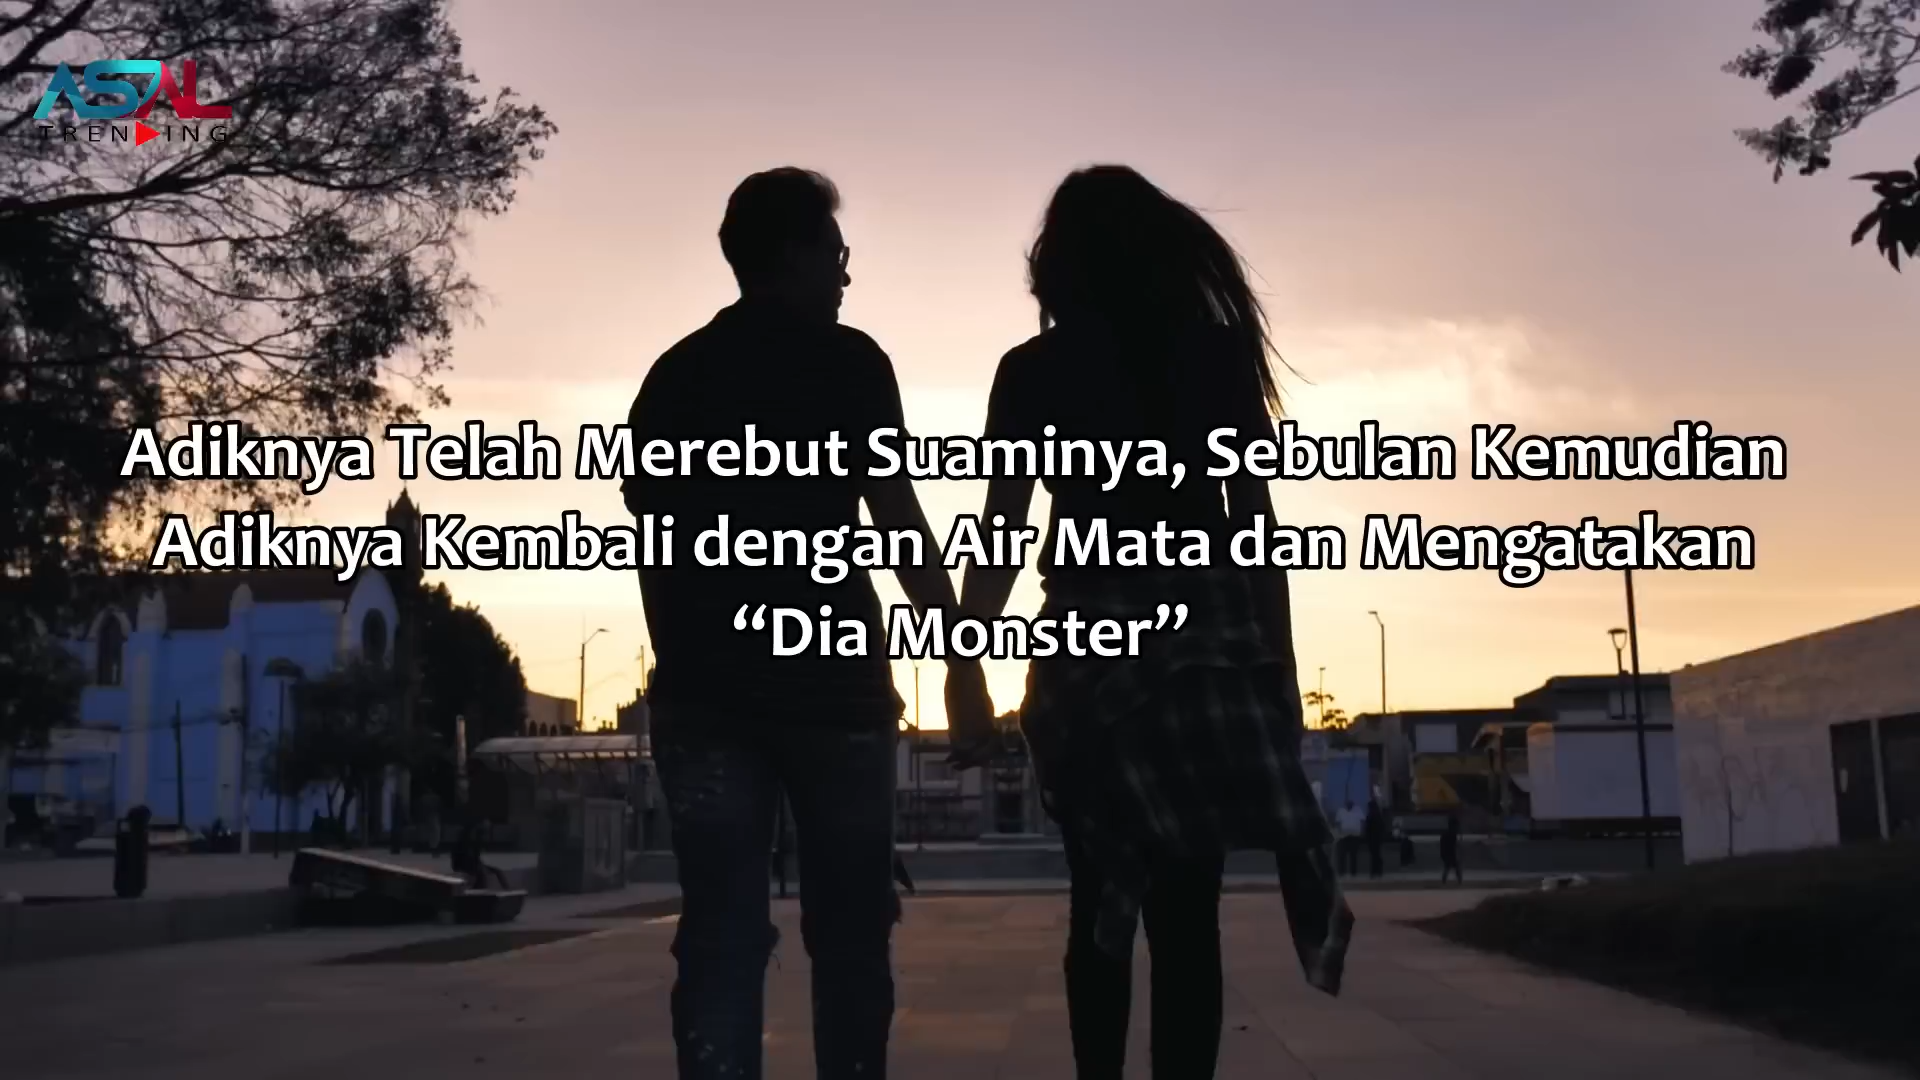 ASAL
TRENDING
Adiknya Telah Merebut Suaminya, Sebulan Kemudian
Adiknya Kembali dengan Air Mata dan Mengatakan
“Dia Monster”